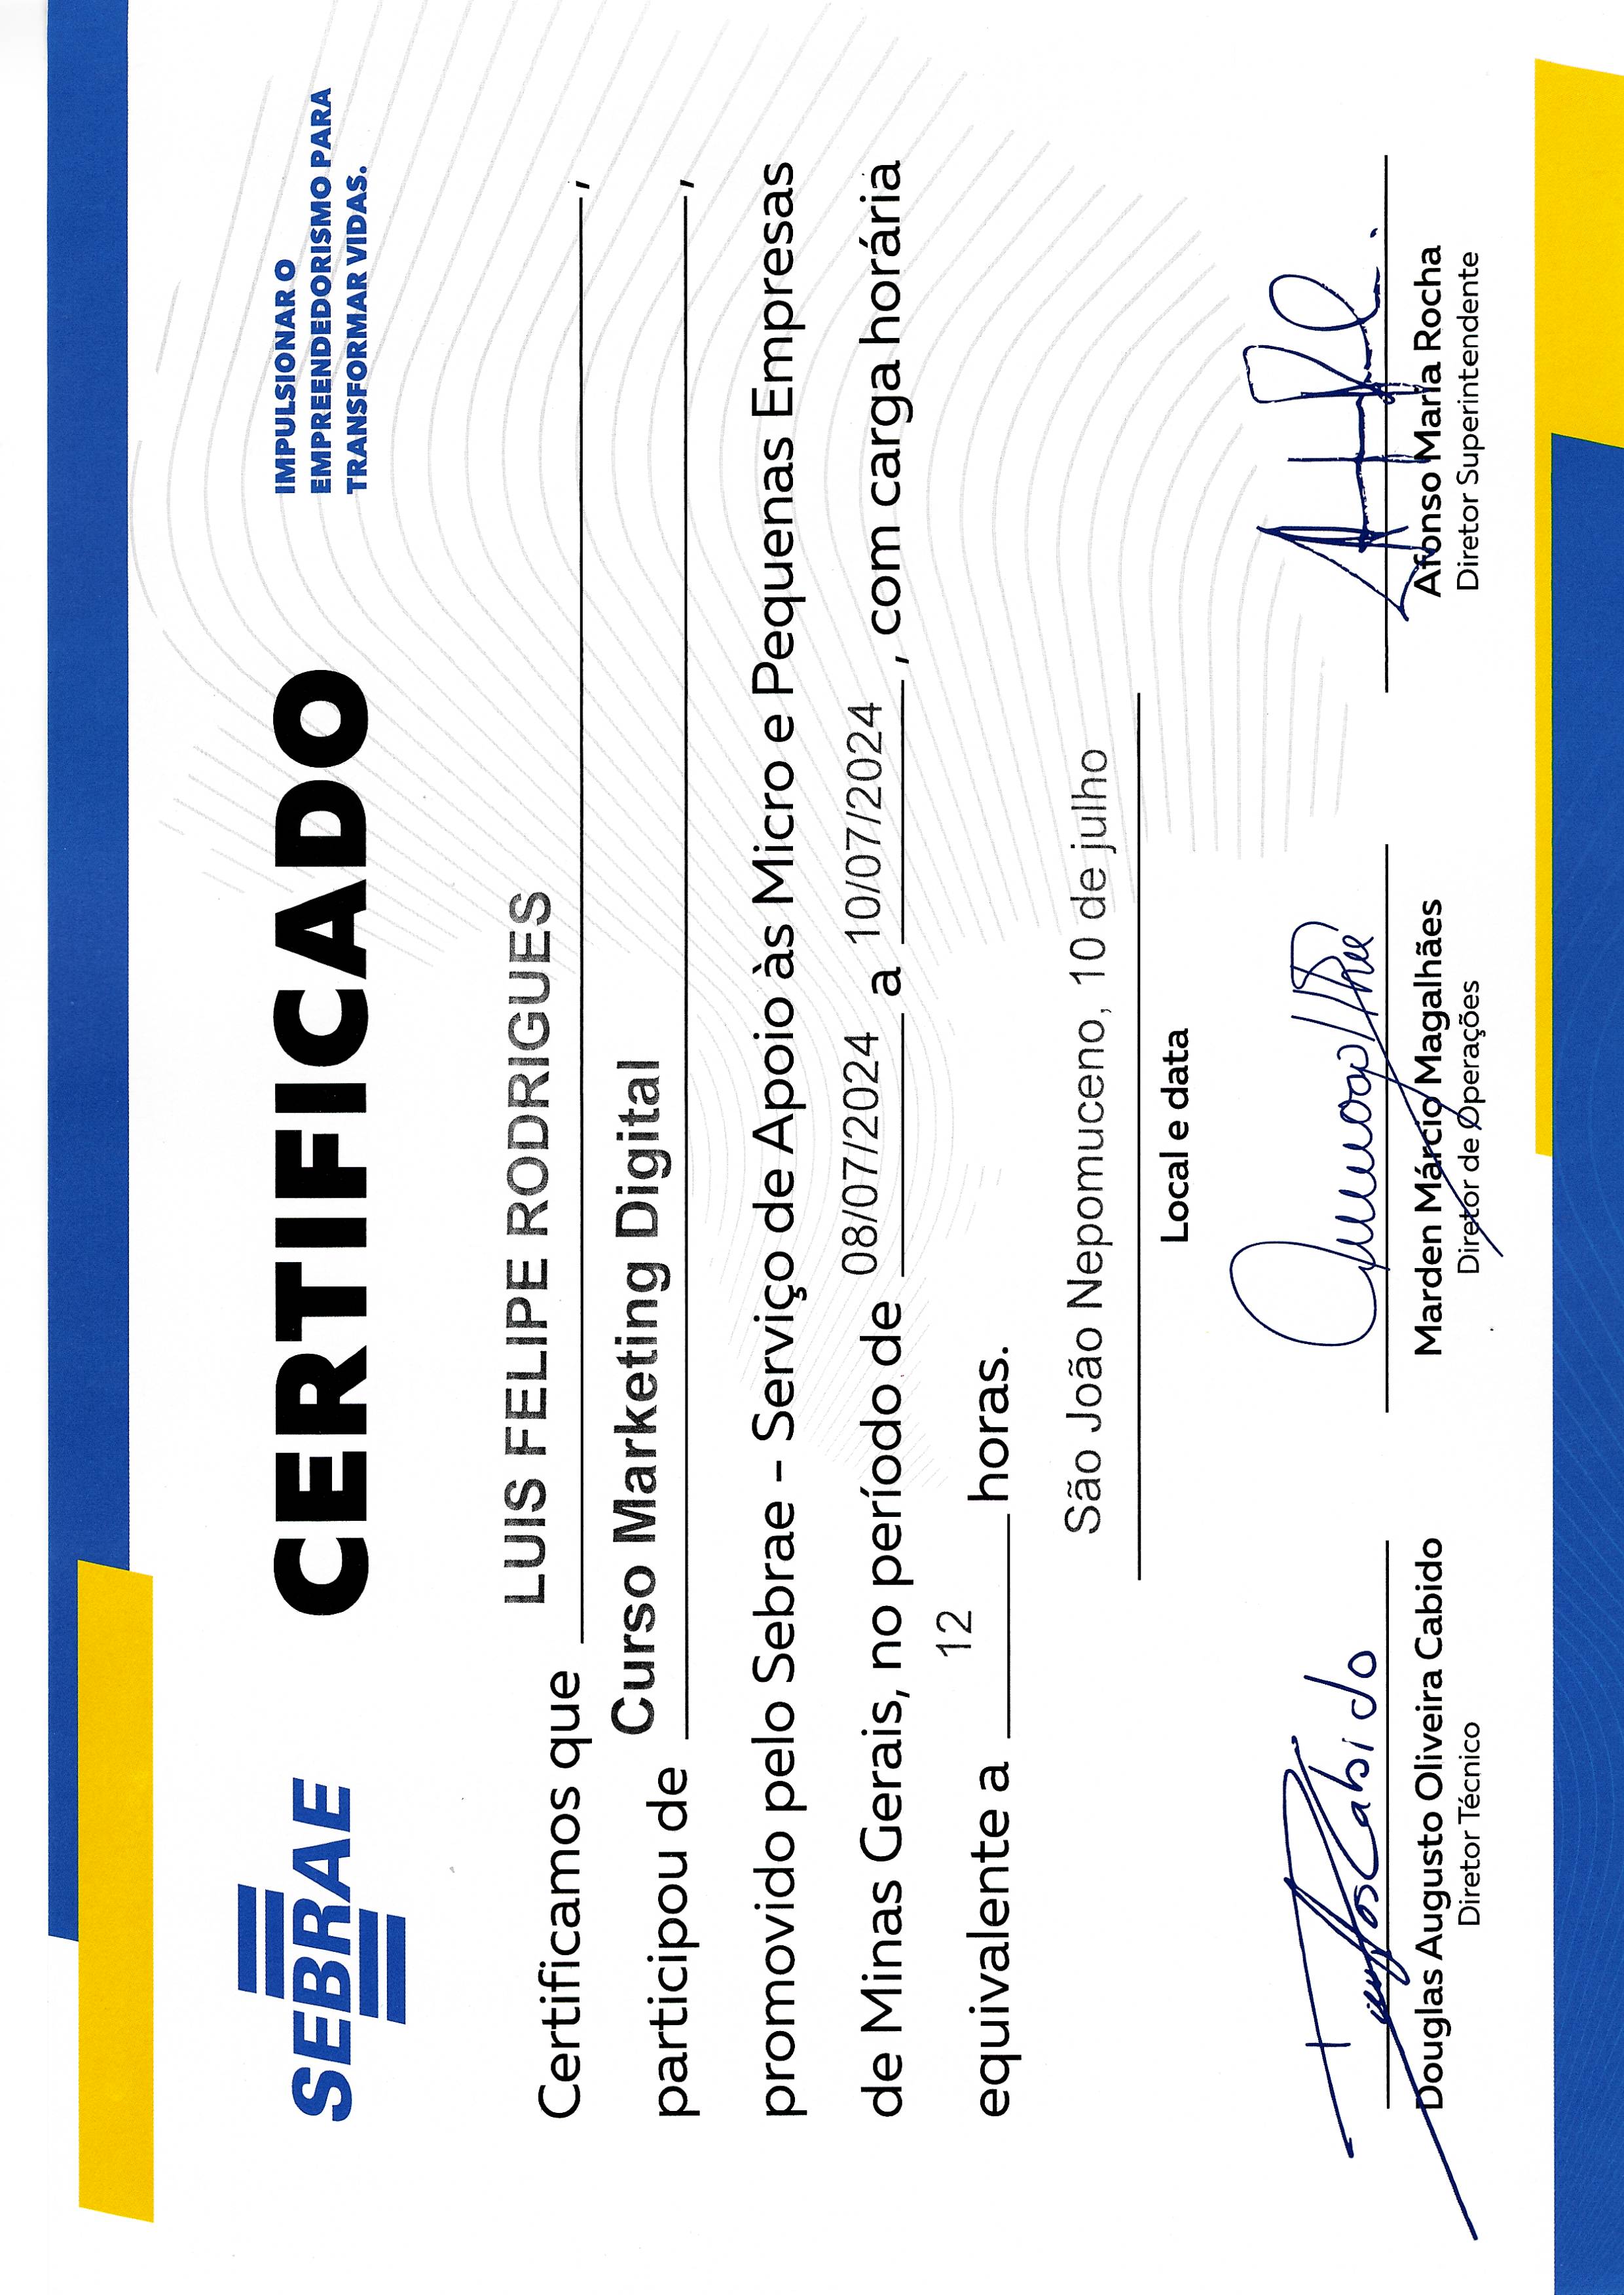 SEBRAE
CERTIFICADO
IMPULSIONAR O
EMPREENDEDORISMO PARA
TRANSFORMAR VIDAS.
Certificamos que LUIS FELIPE RODRIGUES,
participou de Curso Marketing Digital,
promovido pelo Sebrae - Serviço de Apoio às Micro e Pequenas Empresas
de Minas Gerais, no período de 08/07/2024 a 10/07/2024, com carga horária
equivalente a 12 horas.
São João Nepomuceno, 10 de julho
Local e data
Douglas Augusto Oliveira Cabido
Diretor Técnico
Marden Márcio Magalhães
Diretor de Operações
Afonso Maria Rocha
Diretor Superintendente